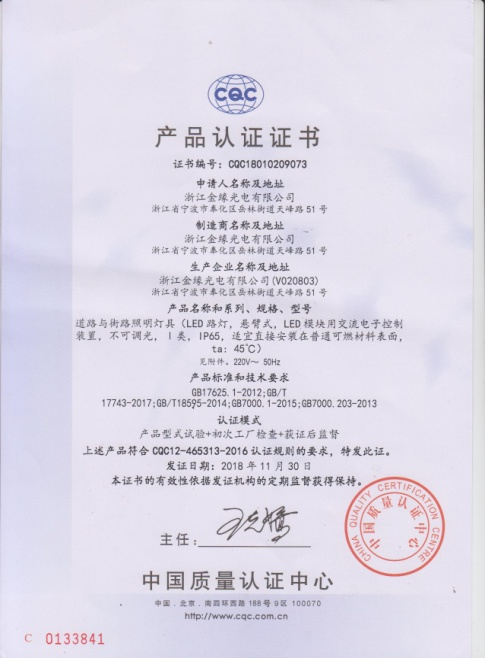 CQC
产品认证证书
证书编号：CQC18010209073
申请人名称及地址
浙江金缘光电有限公司
浙江省宁波市奉化区岳林街道天峰路51号
制造商名称及地址
浙江金缘光电有限公司
浙江省宁波市奉化区岳林街道天峰路51号
生产企业名称及地址
浙江金缘光电有限公司(V020803)
浙江省宁波市奉化区岳林街道天峰路51号
产品名称和系列、规格、型号
道路与街路照明灯具（LED路灯，悬臂式，LED模块用交流电子控制
装置，不可调光，I类，IP65，适宜直接安装在普通可燃材料表面，
ta：45℃）
见附件。220V～ 50Hz
产品标准和技术要求
GB17625.1-2012;GB/T
17743-2017;GB/T18595-2014;GB7000.1-2015;GB7000.203-2013
认证模式
产品型式试验+初次工厂检查+获证后监督
上述产品符合CQC12-465313-2016认证规则的要求，特发此证。
发证日期：2018年11月30日
本证书的有效性依据发证机构的定期监督获得保持。
主任：
CHINA QUALITY CERTIFICATION CENTRE
中国质量认证中心
中国质量认证中心
中国．北京．南四环西路188号9区 100070
http://www.cqc.com.cn
C 0133841